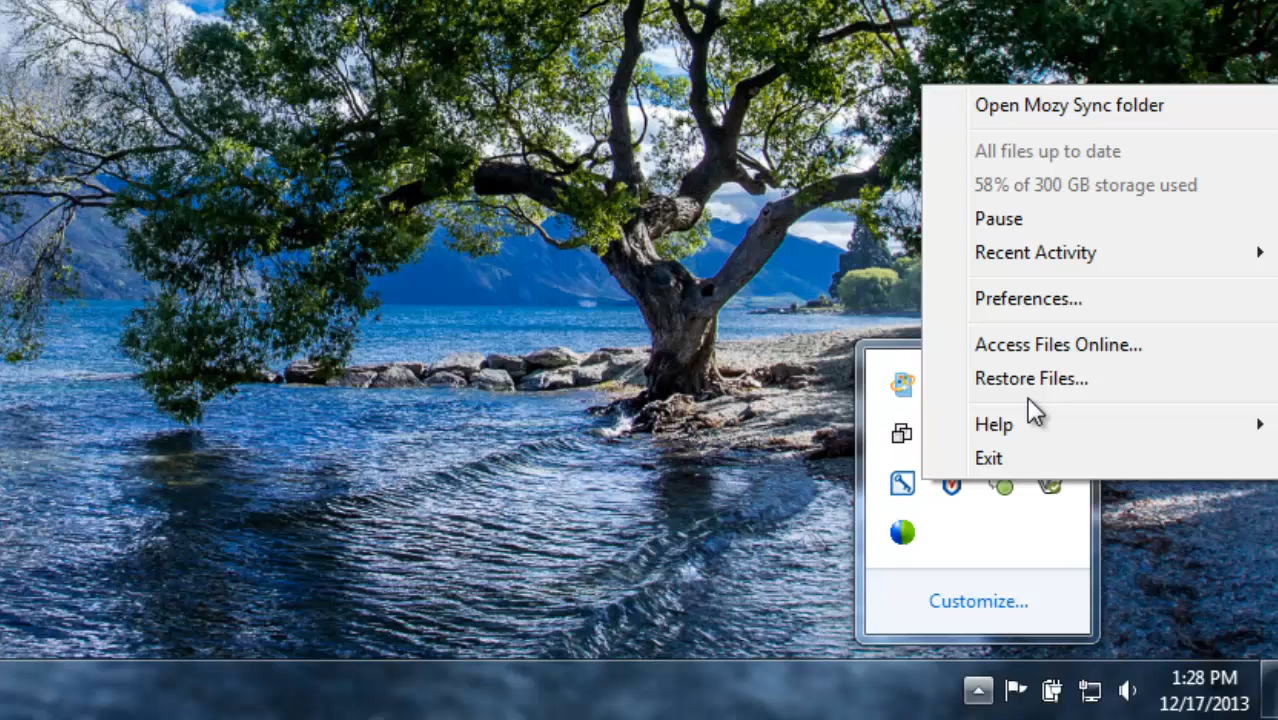 Open Mozy Sync folder
All files up to date
58% of 300 GB storage used
Pause
Recent Activity
Preferences...
Access Files Online...
Restore Files...
Help
Exit
Customize...
1:28 PM
12/17/2013